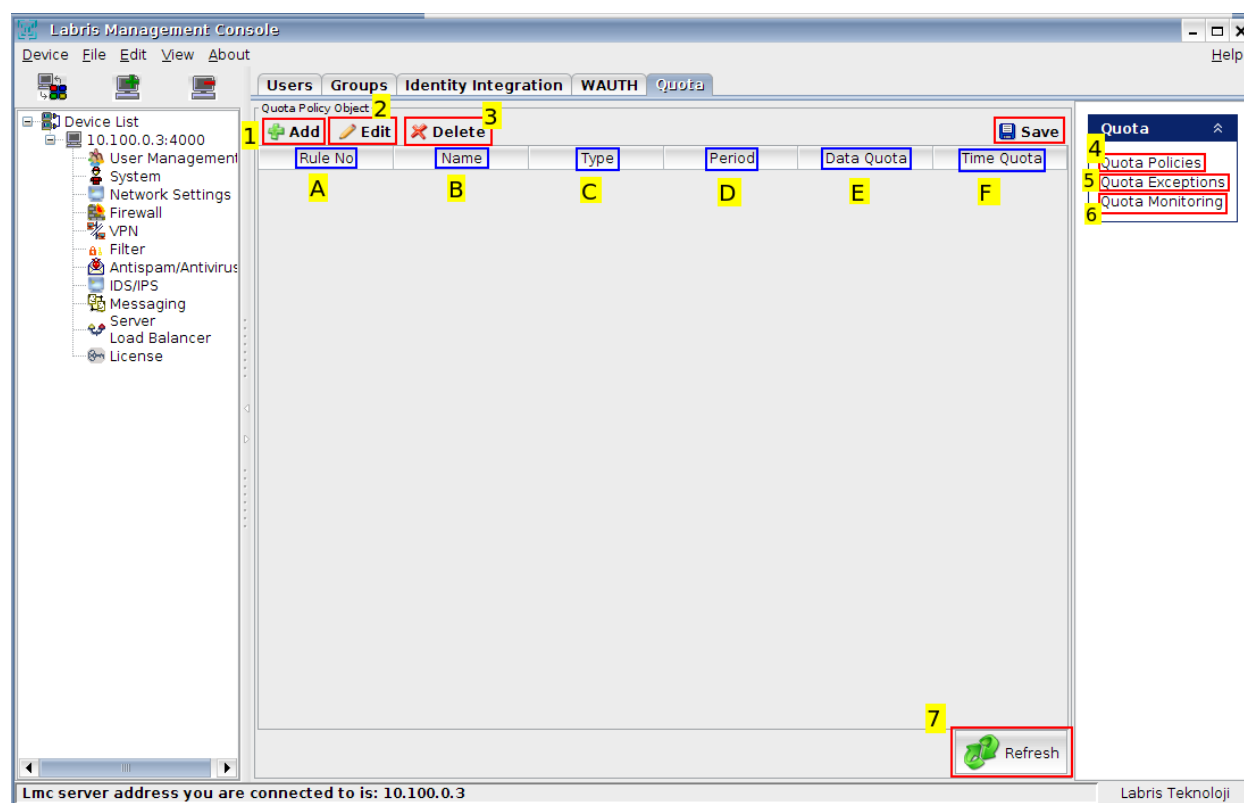 Labris Management Console
Device File Edit View About Help
Users Groups Identity Integration WAUTH Quota
Quota Policy Object
1 Add 2 Edit 3 Delete Save
Rule No Name Type Period Data Quota Time Quota
A B C D E F
Device List
10.100.0.3:4000
User Management
System
Network Settings
Firewall
VPN
Filter
Antispam/Antivirus
IDS/IPS
Messaging
Server
Load Balancer
License
Quota
4 Quota Policies
5 Quota Exceptions
6 Quota Monitoring
7 Refresh
Lmc server address you are connected to is: 10.100.0.3
Labris Teknoloji